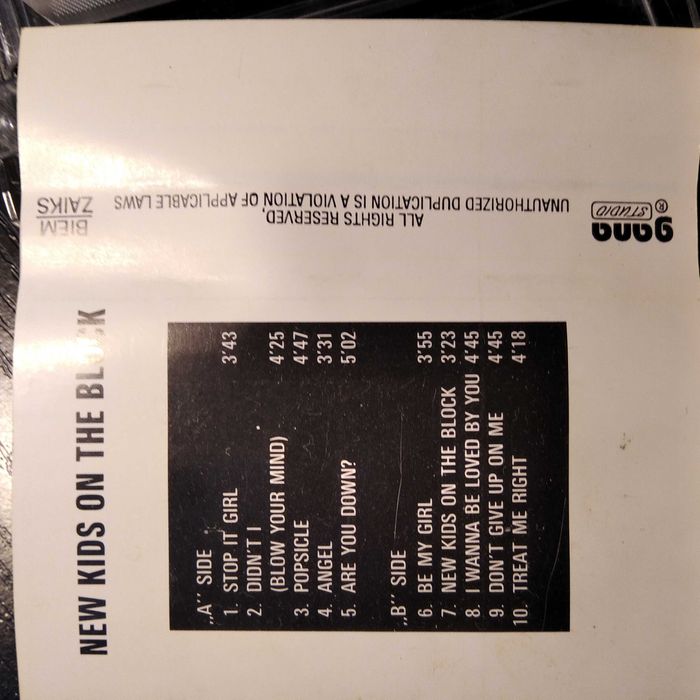 NEW KIDS ON THE BLOCK
„A" SIDE
1. STOP IT GIRL 3'43
2. DIDN'T I
(BLOW YOUR MIND) 4'25
3. POPSICLE 4'47
4. ANGEL 3'31
5. ARE YOU DOWN? 5'02
„B" SIDE
6. BE MY GIRL 3'55
7. NEW KIDS ON THE BLOCK 3'23
8. I WANNA BE LOVED BY YOU 4'45
9. DON'T GIVE UP ON ME 4'45
10. TREAT ME RIGHT 4'18
gana
STUDIO ®
ALL RIGHTS RESERVED,
UNAUTHORIZED DUPLICATION IS A VIOLATION OF APPLICABLE LAWS
BIEM
ZAIKS